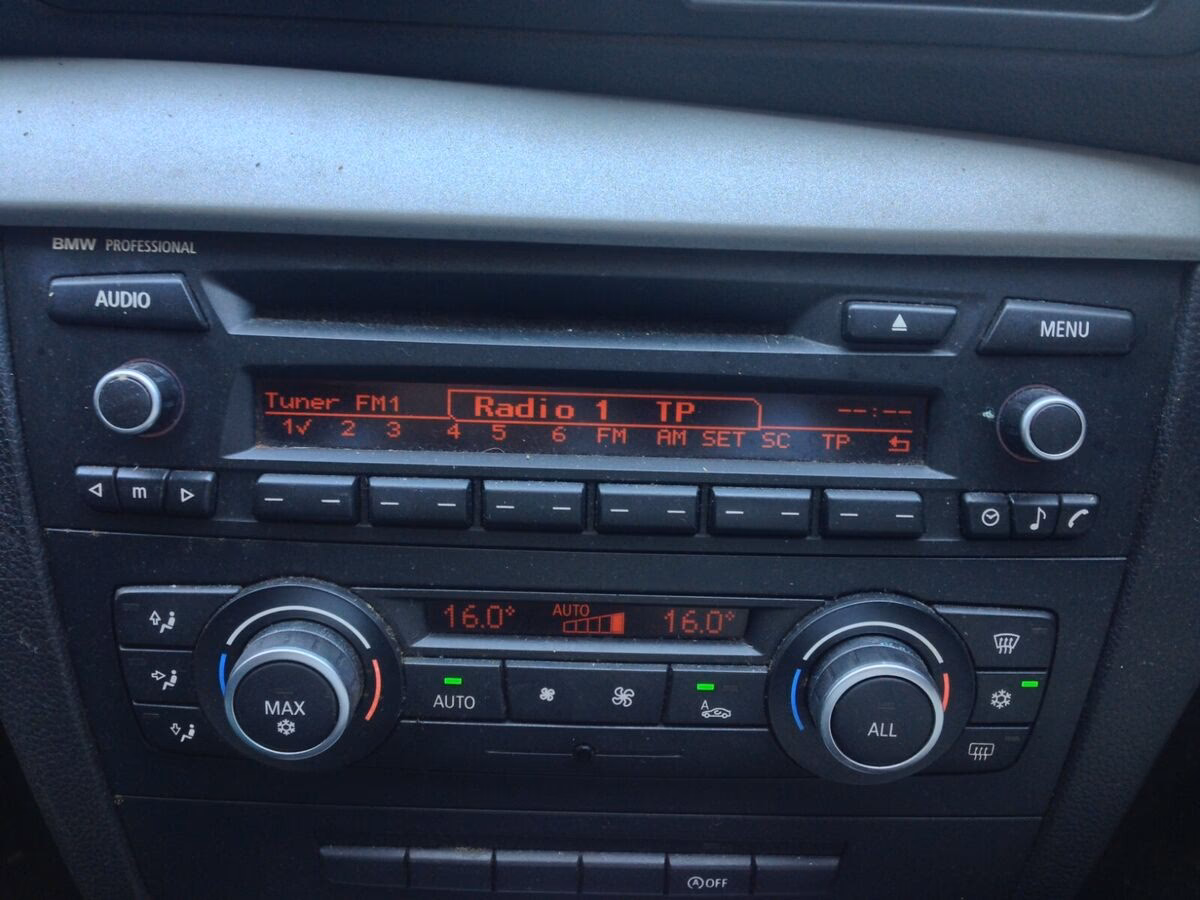 BMW PROFESSIONAL
AUDIO
MENU
Tuner FM1 Radio 1 TP --:--
1✓ 2 3 4 5 6 FM AM SET SC TP
m
16.0° AUTO 16.0°
AUTO
A
MAX
ALL
A OFF